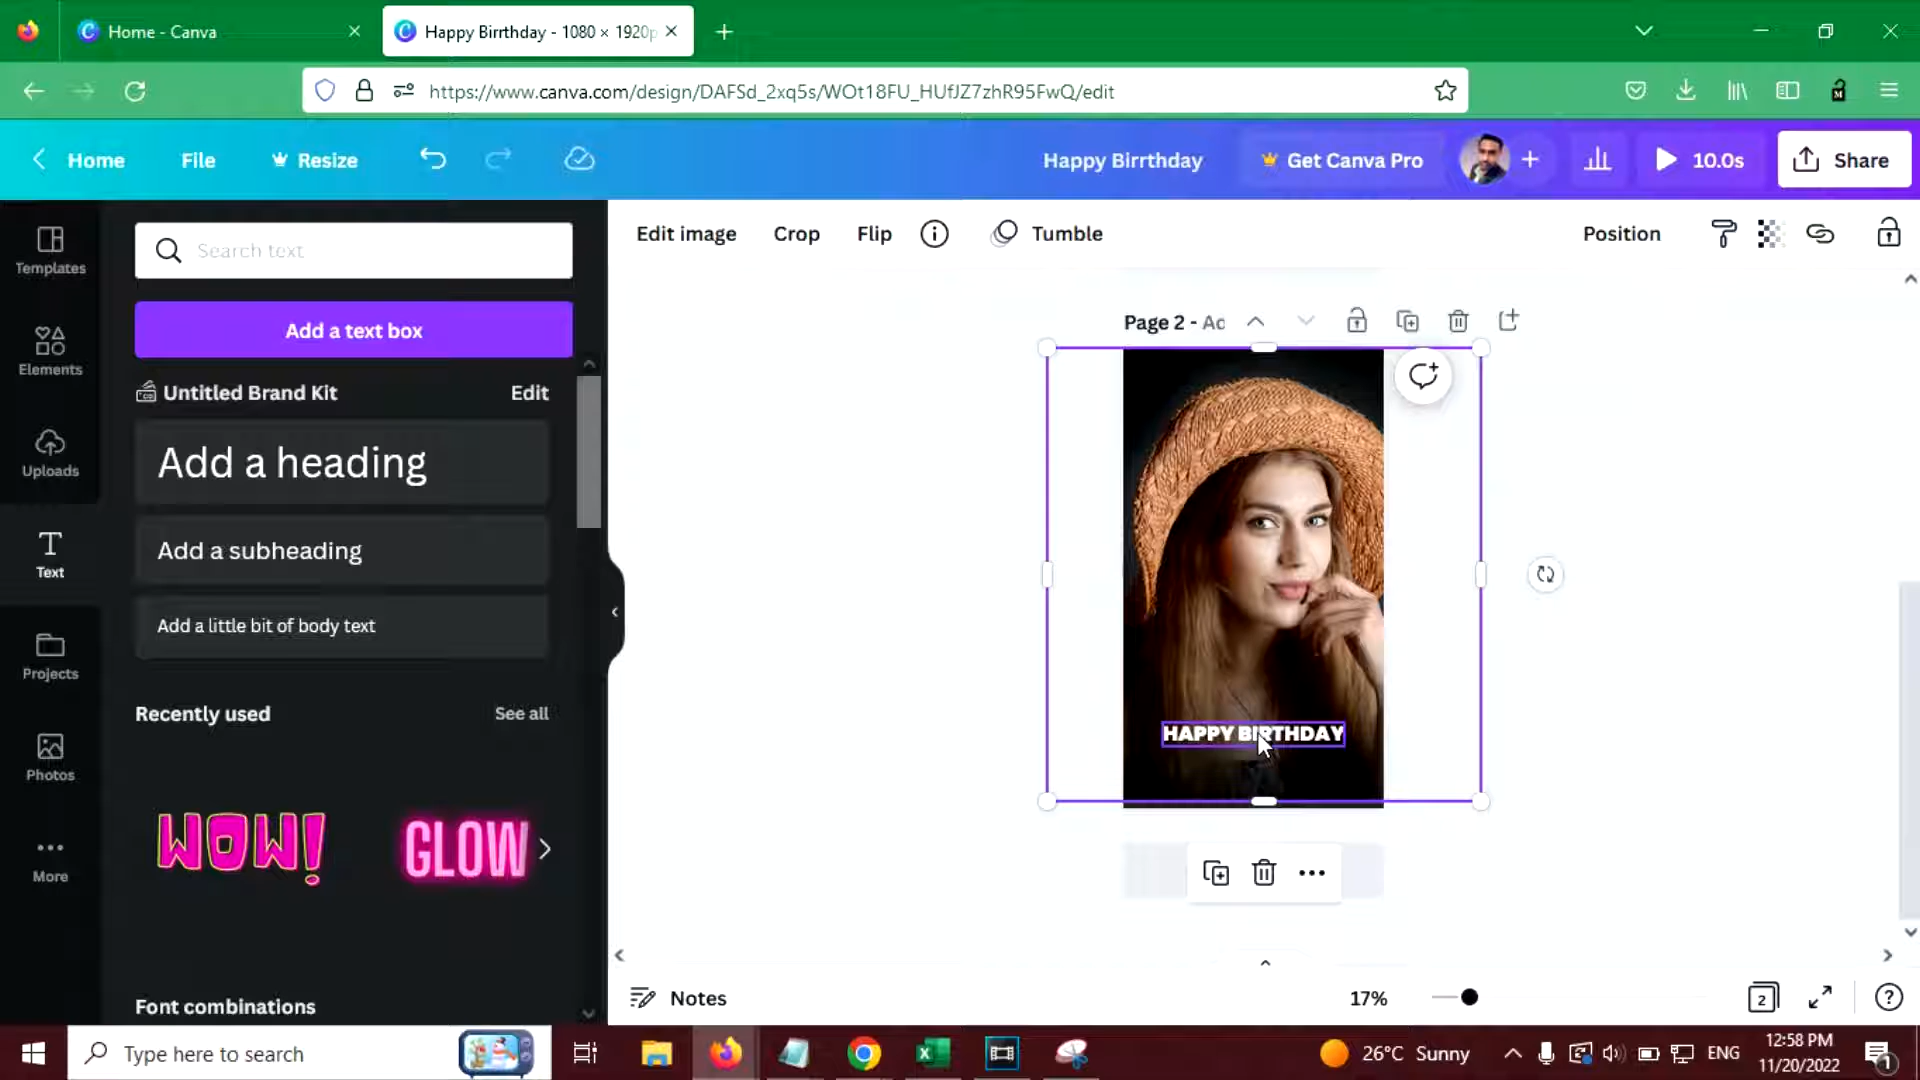 Home - Canva
Happy Birrthday - 1080 × 1920p
https://www.canva.com/design/DAFSd_2xq5s/WOt18FU_HUfJZ7zhR95FwQ/edit
Home
File
Resize
Happy Birrthday
Get Canva Pro
10.0s
Share
Templates
Elements
Uploads
Text
Projects
Photos
More
Search text
Add a text box
Untitled Brand Kit
Edit
Add a heading
Add a subheading
Add a little bit of body text
Recently used
See all
WOW!
GLOW
Font combinations
Edit image
Crop
Flip
Tumble
Position
Page 2 - Ad
HAPPY BIRTHDAY
Notes
17%
2
Type here to search
26°C Sunny
ENG
12:58 PM
11/20/2022
1